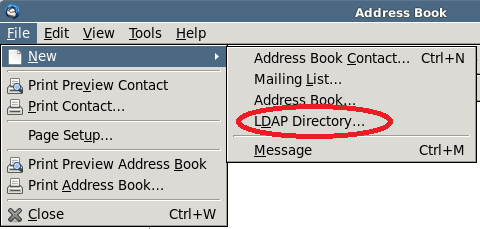 Address Book
File Edit View Tools Help
New
Print Preview Contact
Print Contact...
Page Setup...
Print Preview Address Book
Print Address Book...
Close Ctrl+W
Address Book Contact... Ctrl+N
Mailing List...
Address Book...
LDAP Directory...
Message Ctrl+M